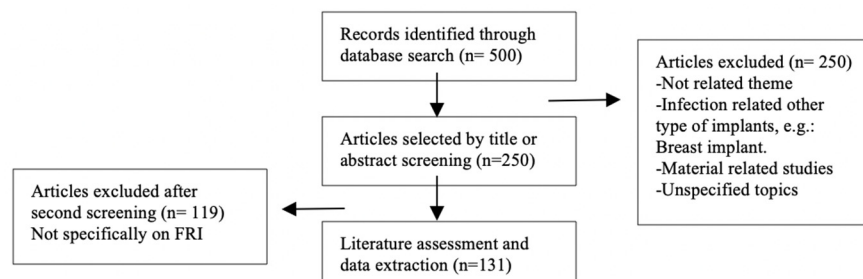 Records identified through
database search (n= 500)
Articles excluded (n= 250)
-Not related theme
-Infection related other
type of implants, e.g.:
Breast implant.
-Material related studies
-Unspecified topics
Articles selected by title or
abstract screening (n=250)
Articles excluded after
second screening (n= 119)
Not specifically on FRI
Literature assessment and
data extraction (n=131)